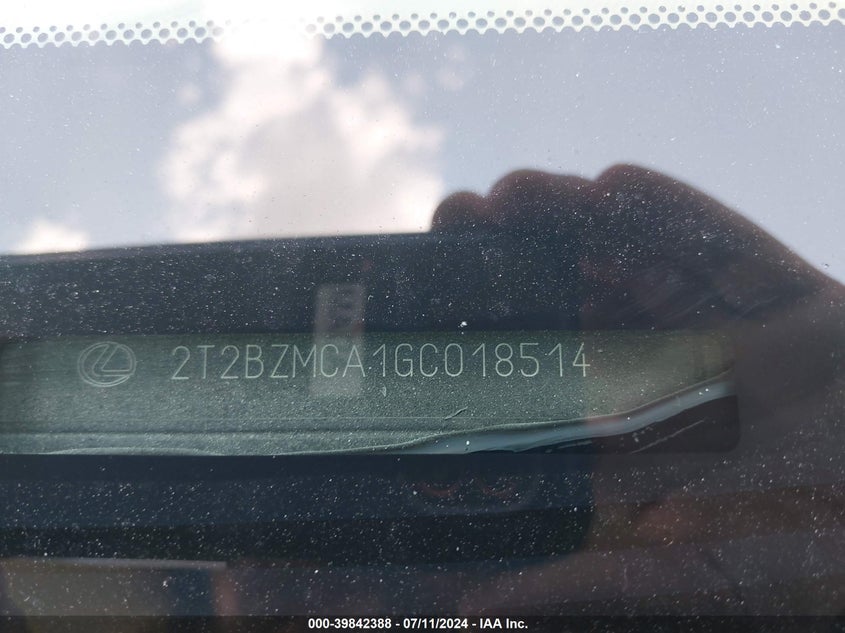 2T2BZMCA1GC018514
000-39842388 - 07/11/2024 - IAA Inc.